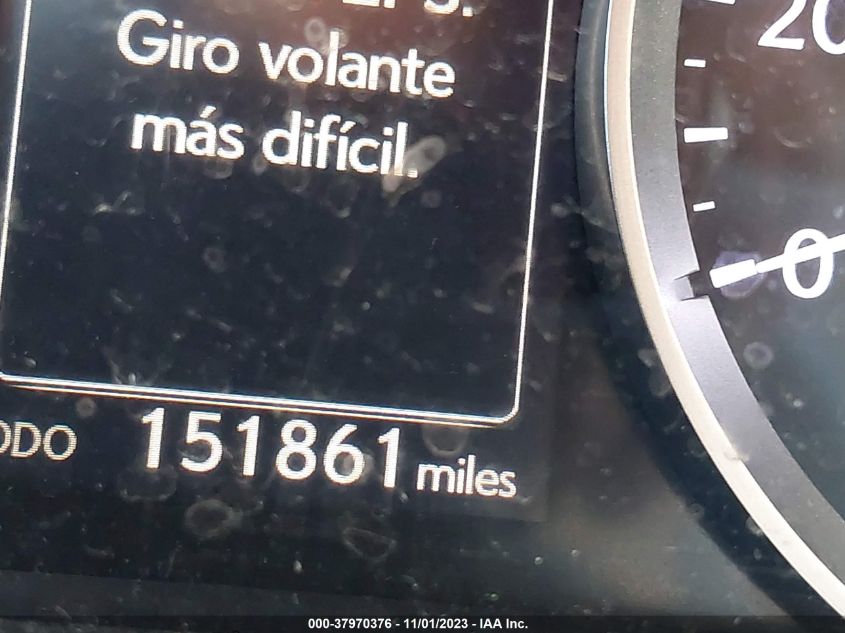 Giro volante
más difícil.
20
0
ODO 151861 miles
000-37970376 - 11/01/2023 - IAA Inc.